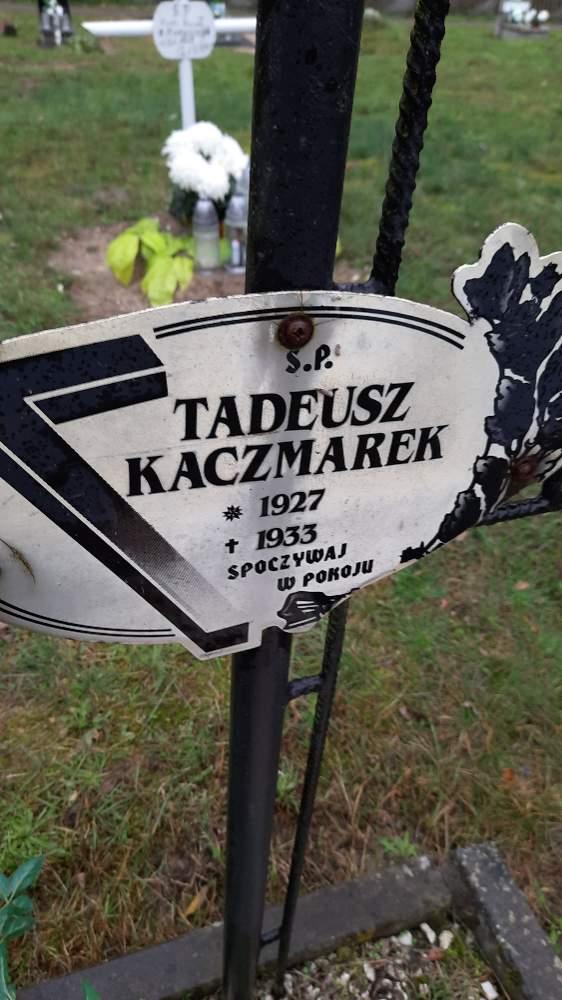 Ś.P.
TADEUSZ
KACZMAREK
* 1927
✝ 1933
SPOCZYWAJ
W POKOJU